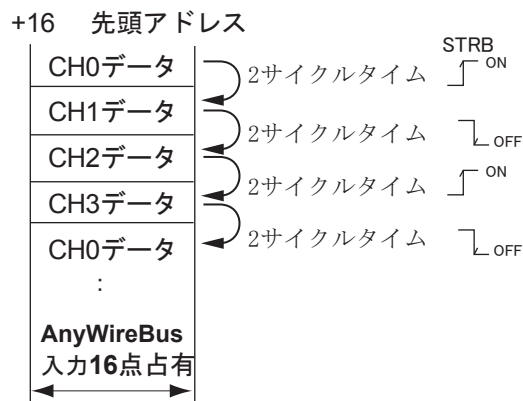 +16　先頭アドレス
STRB
CH0データ
2サイクルタイム
ON
CH1データ
2サイクルタイム
OFF
CH2データ
2サイクルタイム
ON
CH3データ
2サイクルタイム
OFF
CH0データ
:
AnyWireBus
入力16点占有